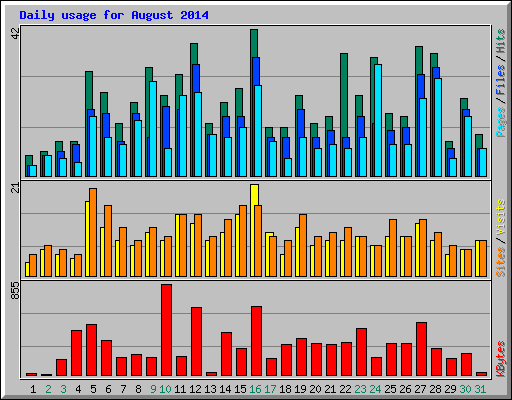 Daily usage for August 2014
42
Pages / Files / Hits
21
Sites / Visits
855
KBytes
1 2 3 4 5 6 7 8 9 10 11 12 13 14 15 16 17 18 19 20 21 22 23 24 25 26 27 28 29 30 31